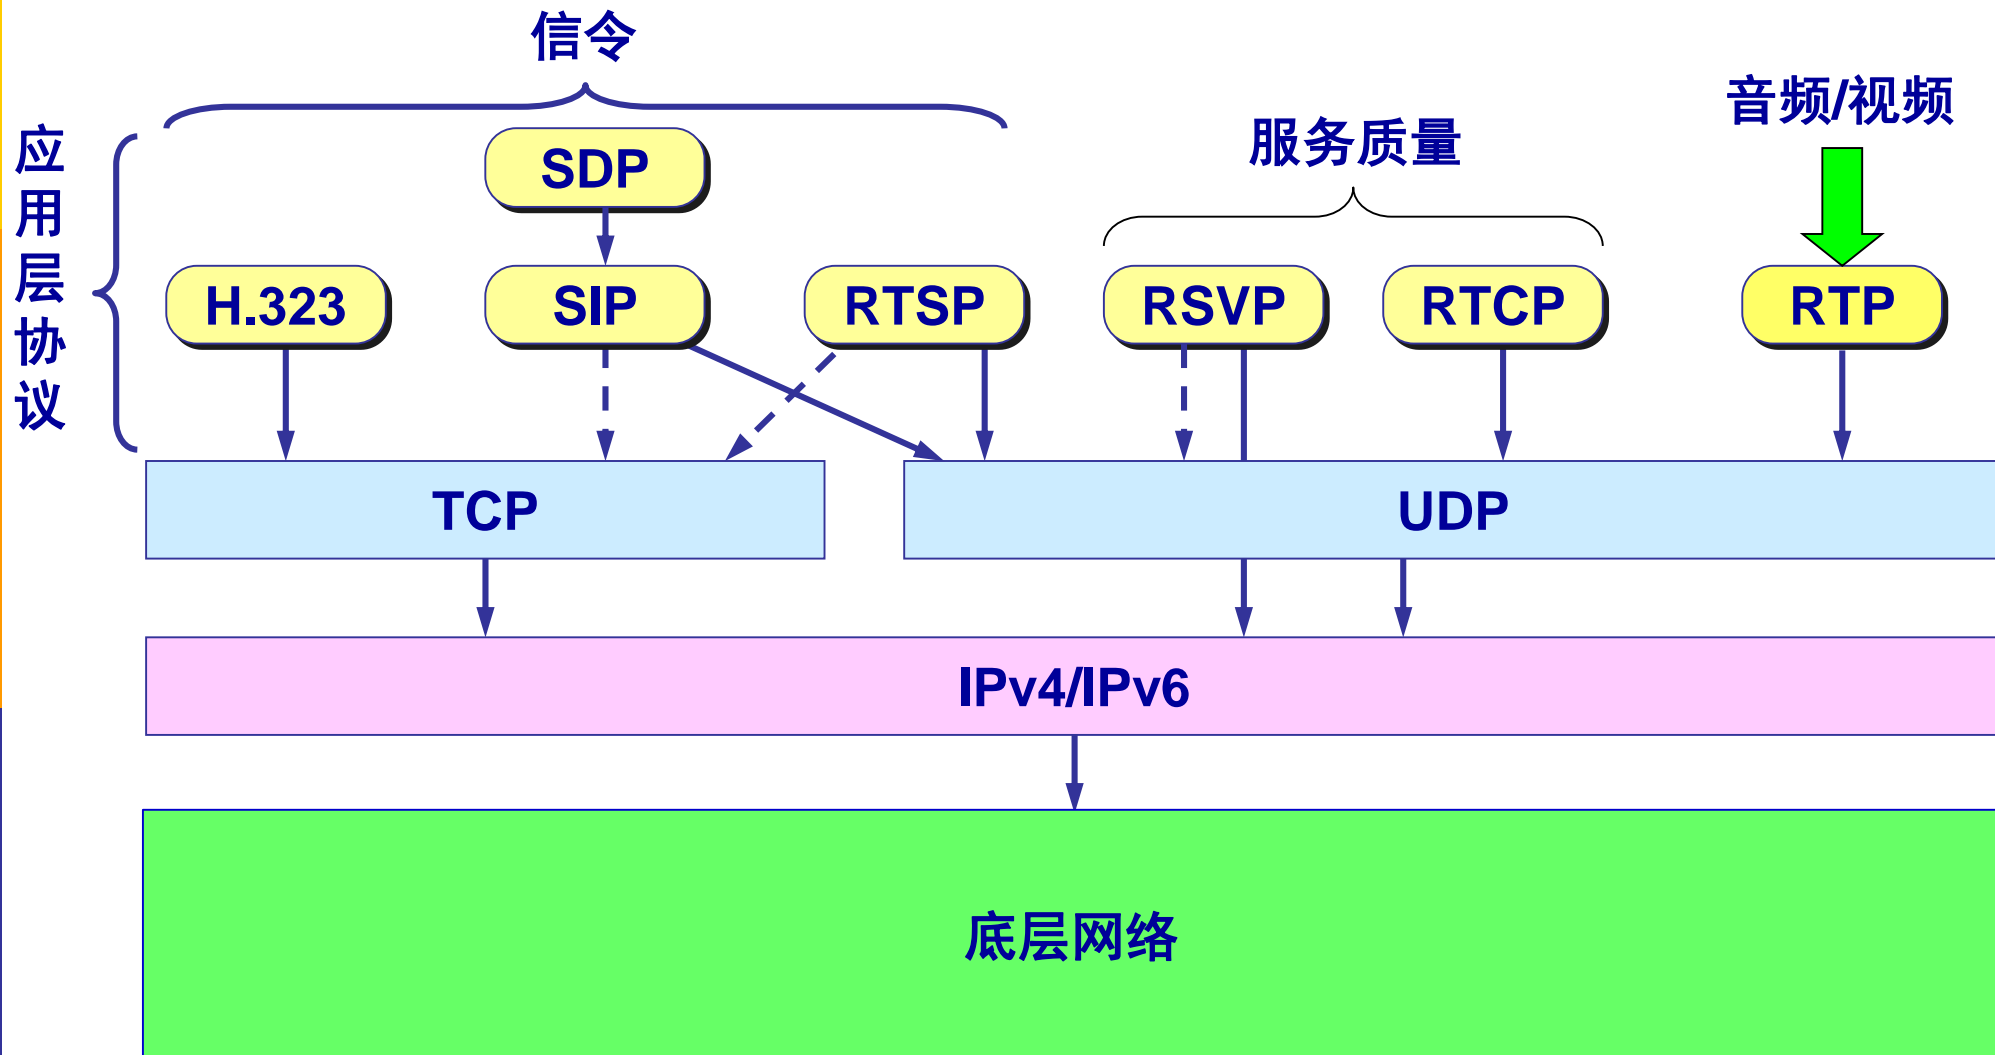 信令
音频/视频
服务质量
应用层协议
SDP
H.323
SIP
RTSP
RSVP
RTCP
RTP
TCP
UDP
IPv4/IPv6
底层网络